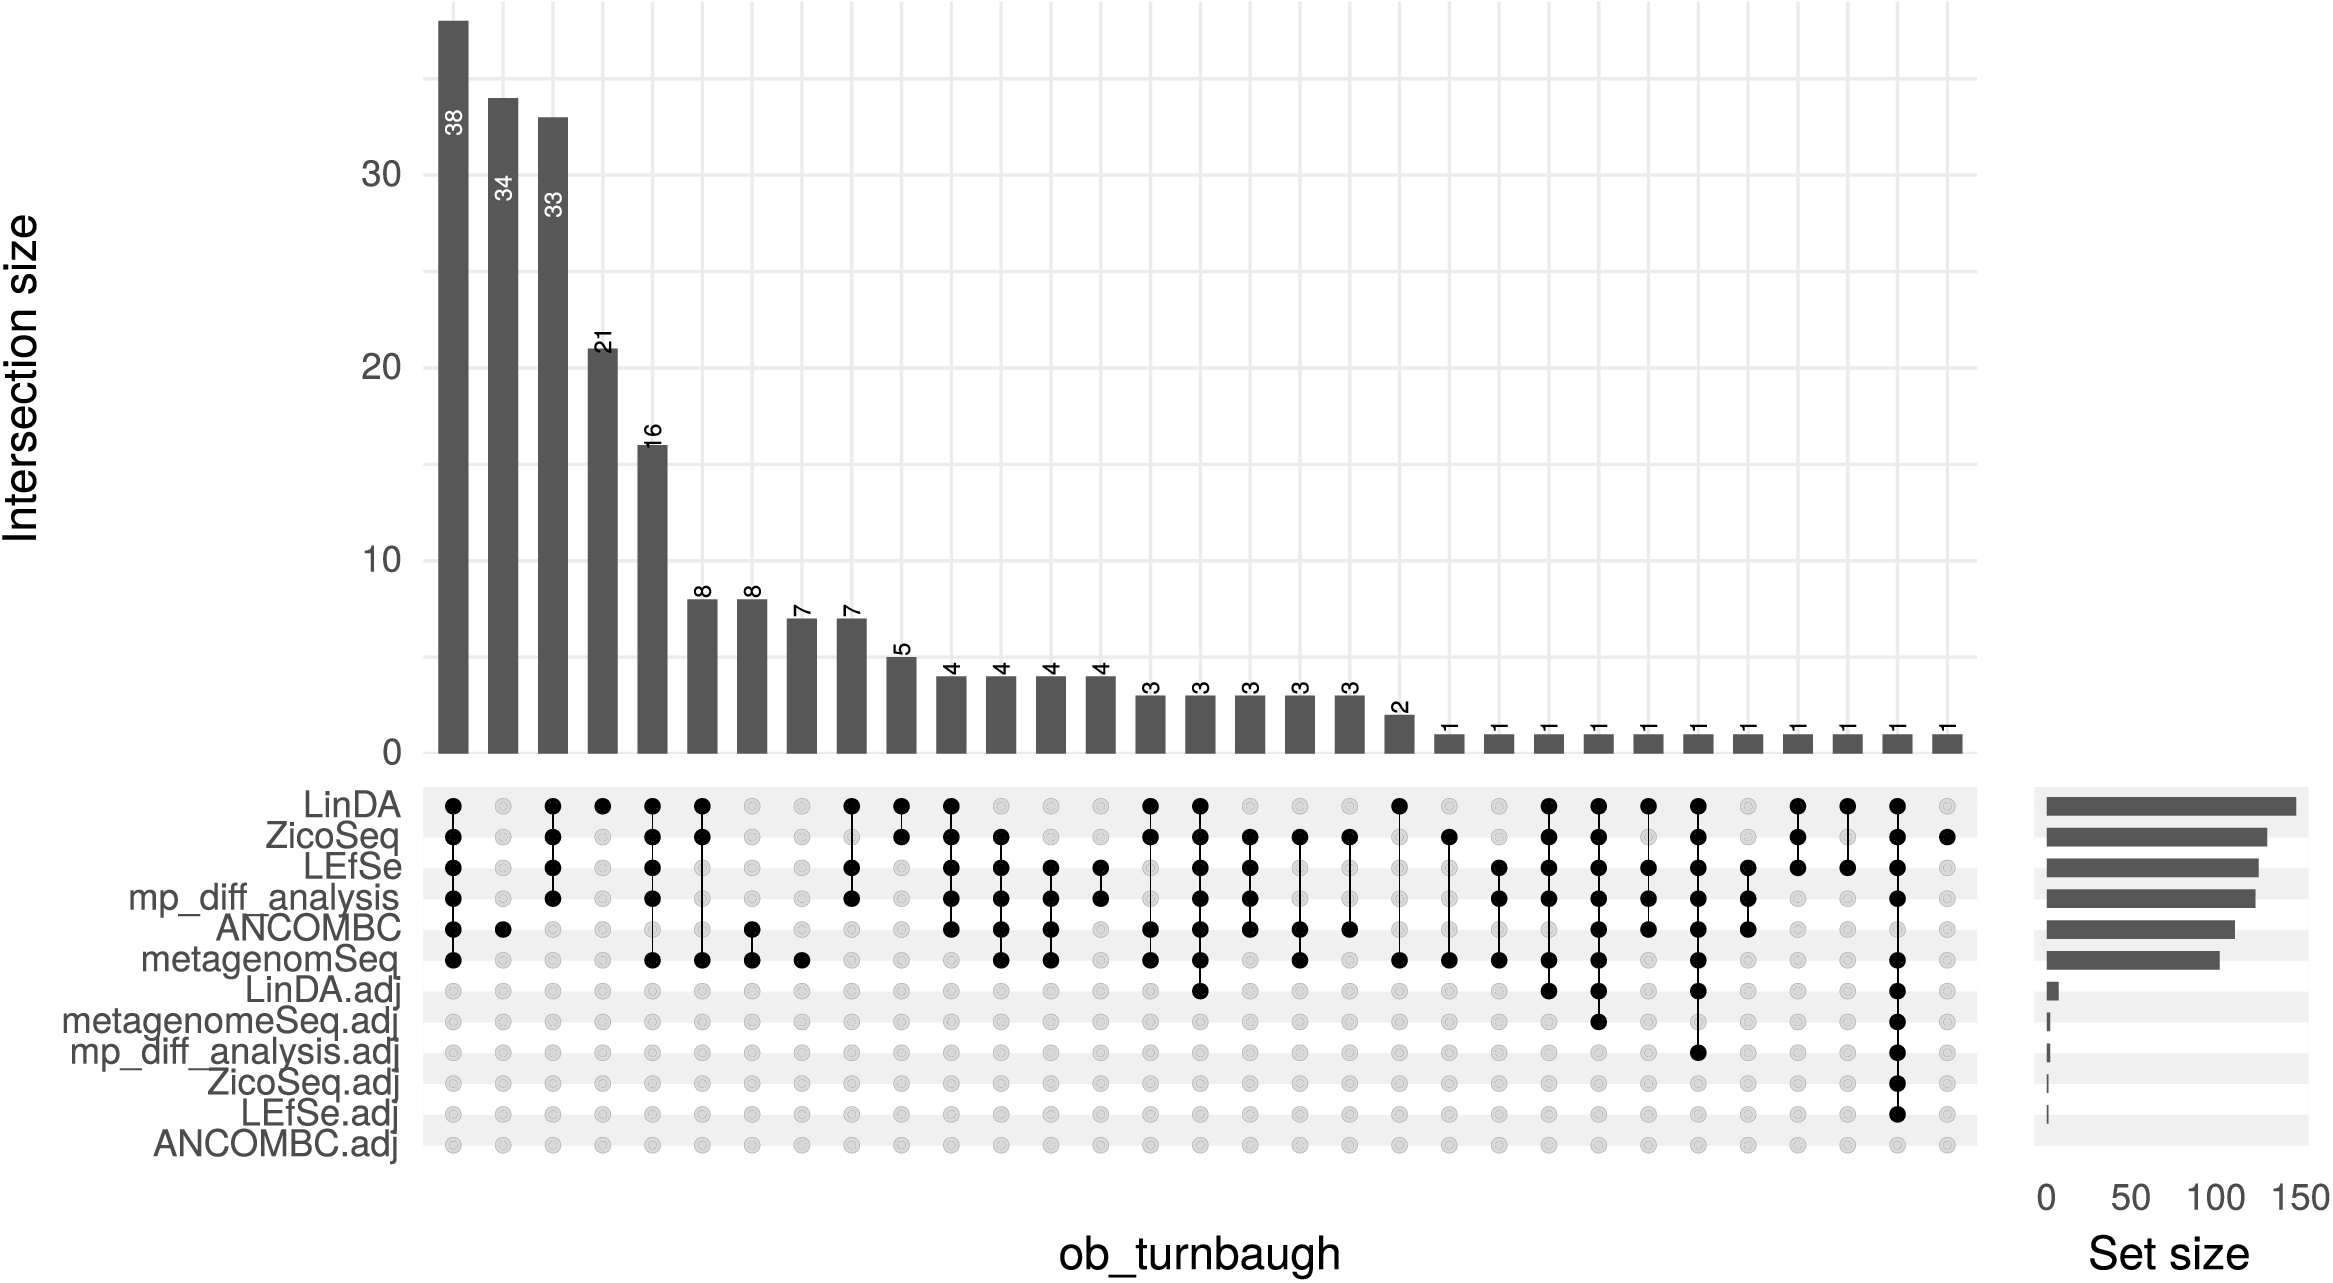 Intersection size
30
20
10
0
38
34
33
21
16
8
8
7
7
5
4
4
4
4
3
3
3
3
3
2
1
1
1
1
1
1
1
1
1
1
1
LinDA
ZicoSeq
LEfSe
mp_diff_analysis
ANCOMBC
metagenomSeq
LinDA.adj
metagenomeSeq.adj
mp_diff_analysis.adj
ZicoSeq.adj
LEfSe.adj
ANCOMBC.adj
0 50 100 150
ob_turnbaugh
Set size